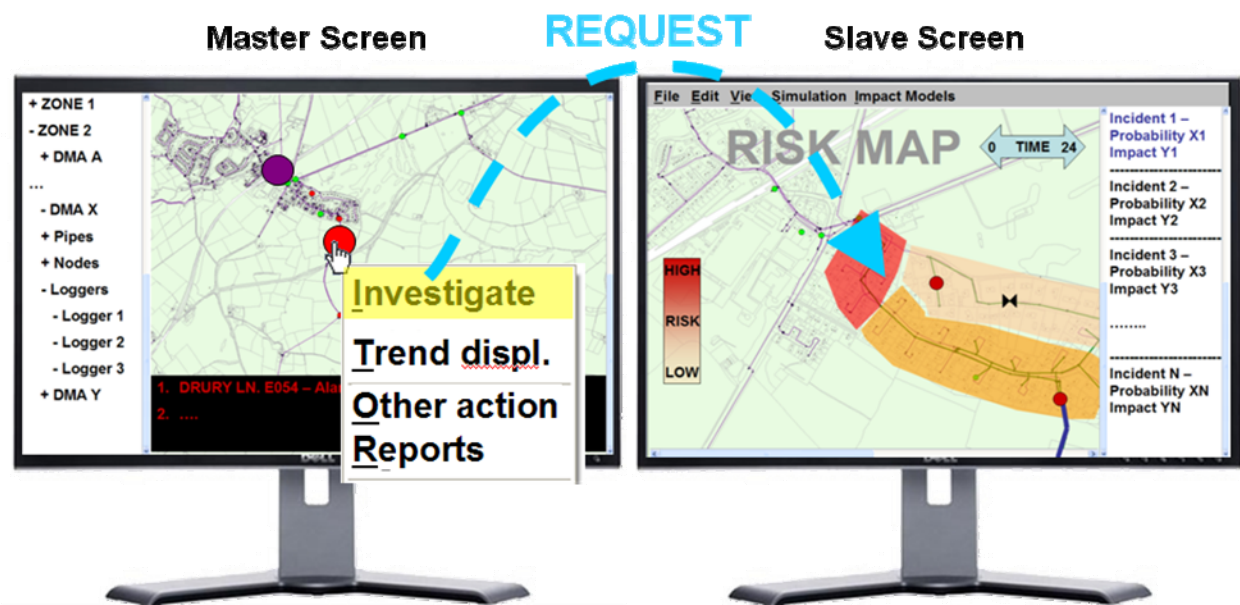 Master Screen
REQUEST
Slave Screen
+ ZONE 1
- ZONE 2
+ DMA A
...
- DMA X
+ Pipes
+ Nodes
- Loggers
- Logger 1
- Logger 2
- Logger 3
+ DMA Y
1. DRURY LN. E054 – Alar
2. ....
Investigate
Trend displ.
Other action
Reports
DELL
File Edit View Simulation Impact Models
RISK MAP
0 TIME 24
HIGH
RISK
LOW
Incident 1 –
Probability X1
Impact Y1
Incident 2 –
Probability X2
Impact Y2
Incident 3 –
Probability X3
Impact Y3
........
Incident N –
Probability XN
Impact YN
DELL